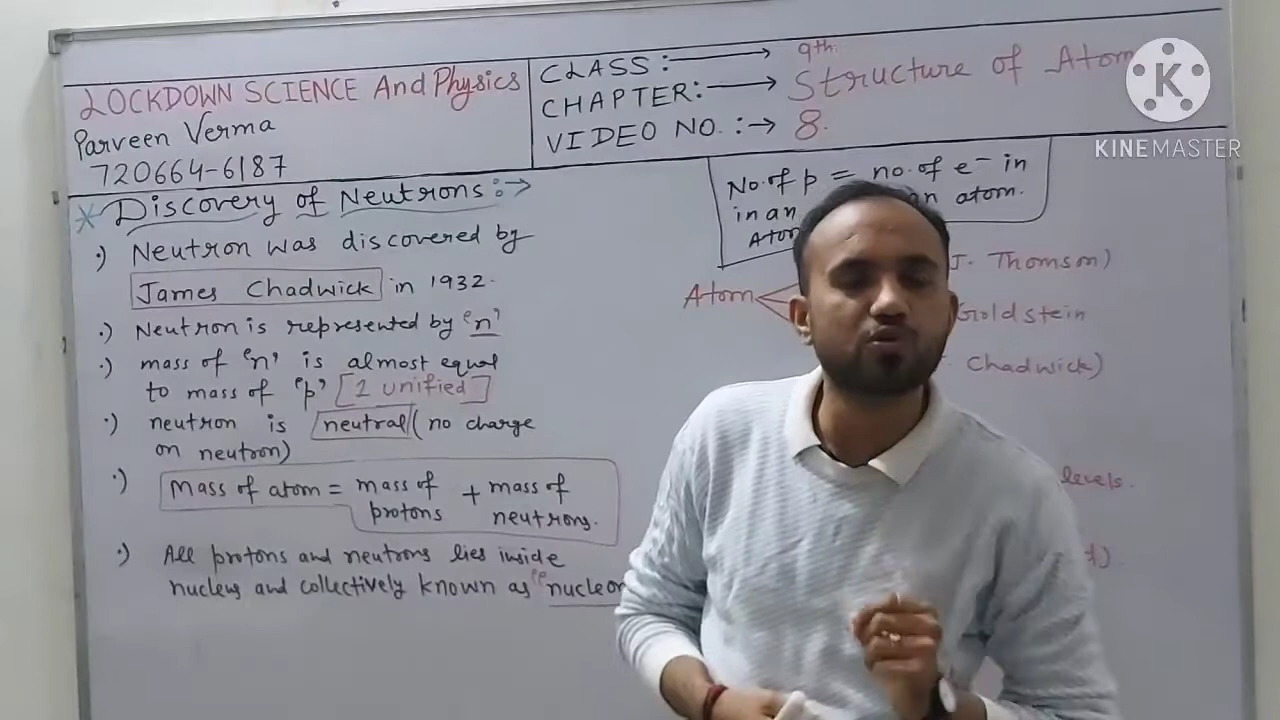 LOCKDOWN SCIENCE And Physics
Parveen Verma
720664-6187
CLASS :→ 9th
CHAPTER:→ Structure of Atom
VIDEO NO. :→ 8.
K
KINEMASTER
* Discovery of Neutrons :→
·) Neutron was discovered by
James Chadwick in 1932.
·) Neutron is represented by 'n'
·) mass of 'n' is almost equal
to mass of 'p' [1 unified]
·) neutron is neutral (no charge
on neutron)
·) Mass of atom = mass of protons + mass of neutrons.
·) All protons and neutrons lies inside
nucleus and collectively known as "nucleon
No. of p = no. of e⁻ in
in an an atom.
Atom
Atom
J. Thomson)
Goldstein
Chadwick)
levels.